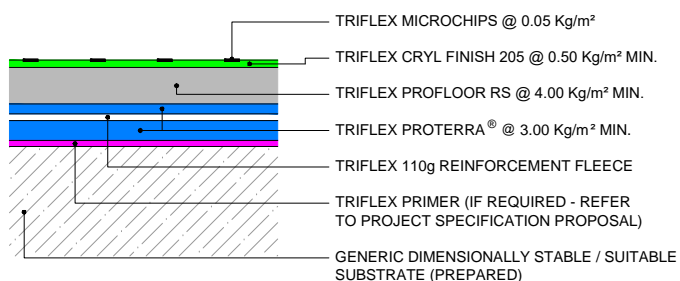 TRIFLEX MICROCHIPS @ 0.05 Kg/m²
TRIFLEX CRYL FINISH 205 @ 0.50 Kg/m² MIN.
TRIFLEX PROFLOOR RS @ 4.00 Kg/m² MIN.
TRIFLEX PROTERRA® @ 3.00 Kg/m² MIN.
TRIFLEX 110g REINFORCEMENT FLEECE
TRIFLEX PRIMER (IF REQUIRED - REFER
TO PROJECT SPECIFICATION PROPOSAL)
GENERIC DIMENSIONALLY STABLE / SUITABLE
SUBSTRATE (PREPARED)